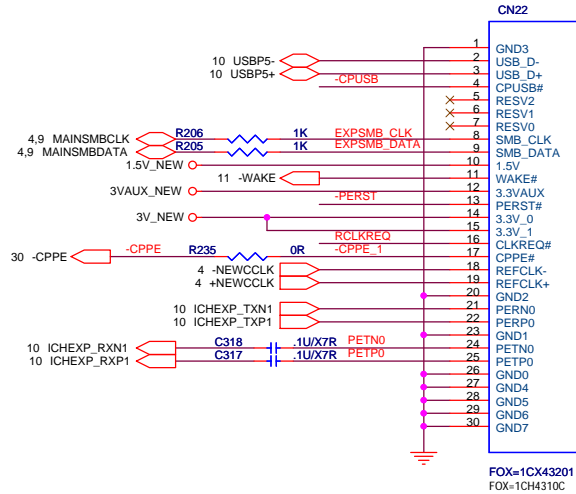 CN22
1 GND3
10 USBP5- 2 USB_D-
10 USBP5+ 3 USB_D+
-CPUSB 4 CPUSB#
5 RESV2
6 RESV1
7 RESV0
4,9 MAINSMBCLK R206 1K EXPSMB_CLK 8 SMB_CLK
4,9 MAINSMBDATA R205 1K EXPSMB_DATA 9 SMB_DATA
1.5V_NEW 10 1.5V
11 -WAKE 11 WAKE#
3VAUX_NEW 12 3.3VAUX
-PERST 13 PERST#
3V_NEW 14 3.3V_0
15 3.3V_1
RCLKREQ 16 CLKREQ#
30 -CPPE -CPPE R235 0R -CPPE_1 17 CPPE#
4 -NEWCCLK 18 REFCLK-
4 +NEWCCLK 19 REFCLK+
20 GND2
10 ICHEXP_TXN1 21 PERN0
10 ICHEXP_TXP1 22 PERP0
23 GND1
10 ICHEXP_RXN1 C318 .1U/X7R PETN0 24 PETN0
10 ICHEXP_RXP1 C317 .1U/X7R PETP0 25 PETP0
26 GND0
27 GND4
28 GND5
29 GND6
30 GND7
FOX=1CX43201
FOX=1CH4310C